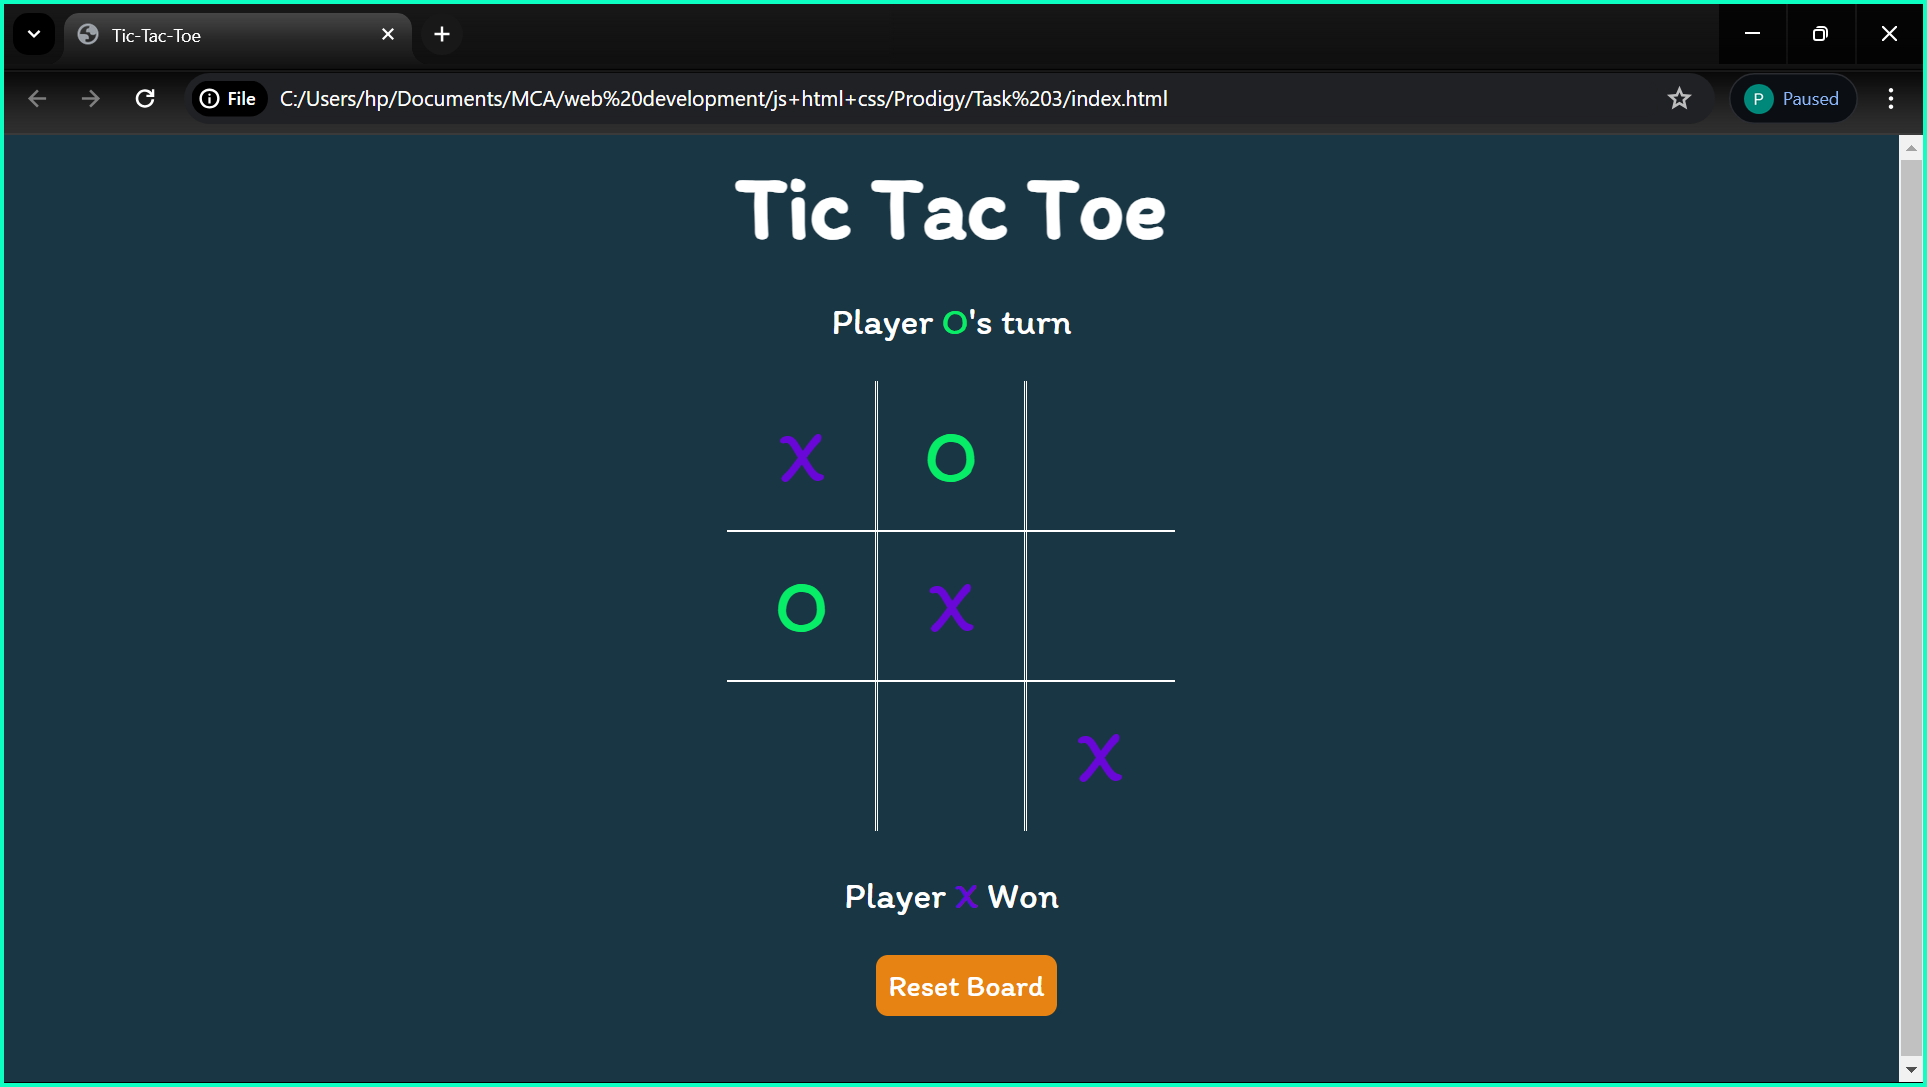 Tic-Tac-Toe
File C:/Users/hp/Documents/MCA/web%20development/js+html+css/Prodigy/Task%203/index.html P Paused
Tic Tac Toe
Player O's turn
X O
O X
X
Player X Won
Reset Board